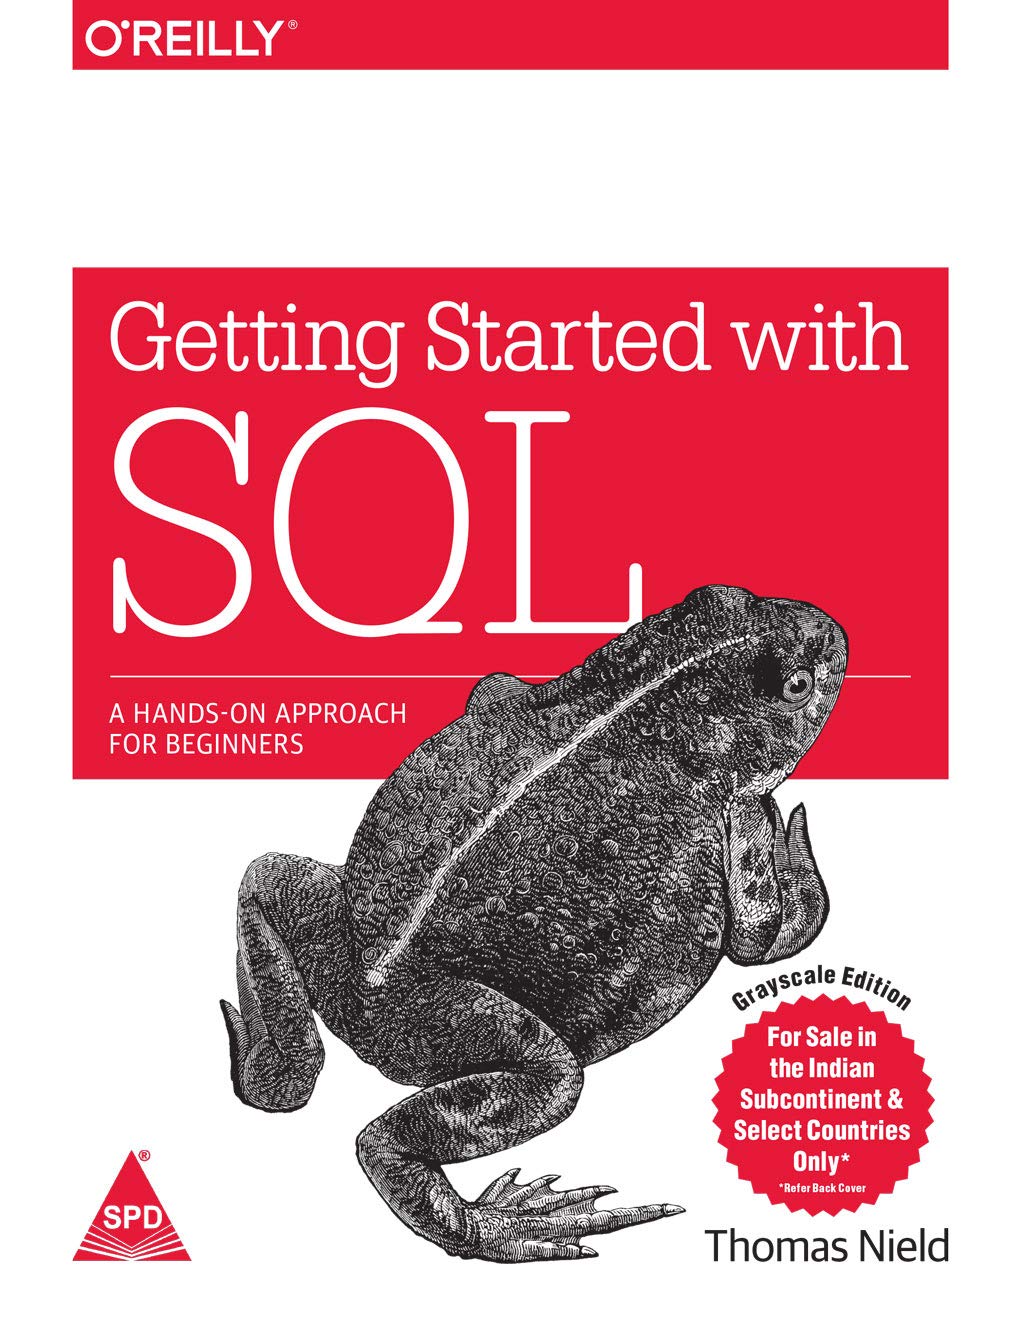 O'REILLY®
Getting Started with
SQL
A HANDS-ON APPROACH
FOR BEGINNERS
Grayscale Edition
For Sale in
the Indian
Subcontinent &
Select Countries
Only*
*Refer Back Cover
®
SPD
Thomas Nield